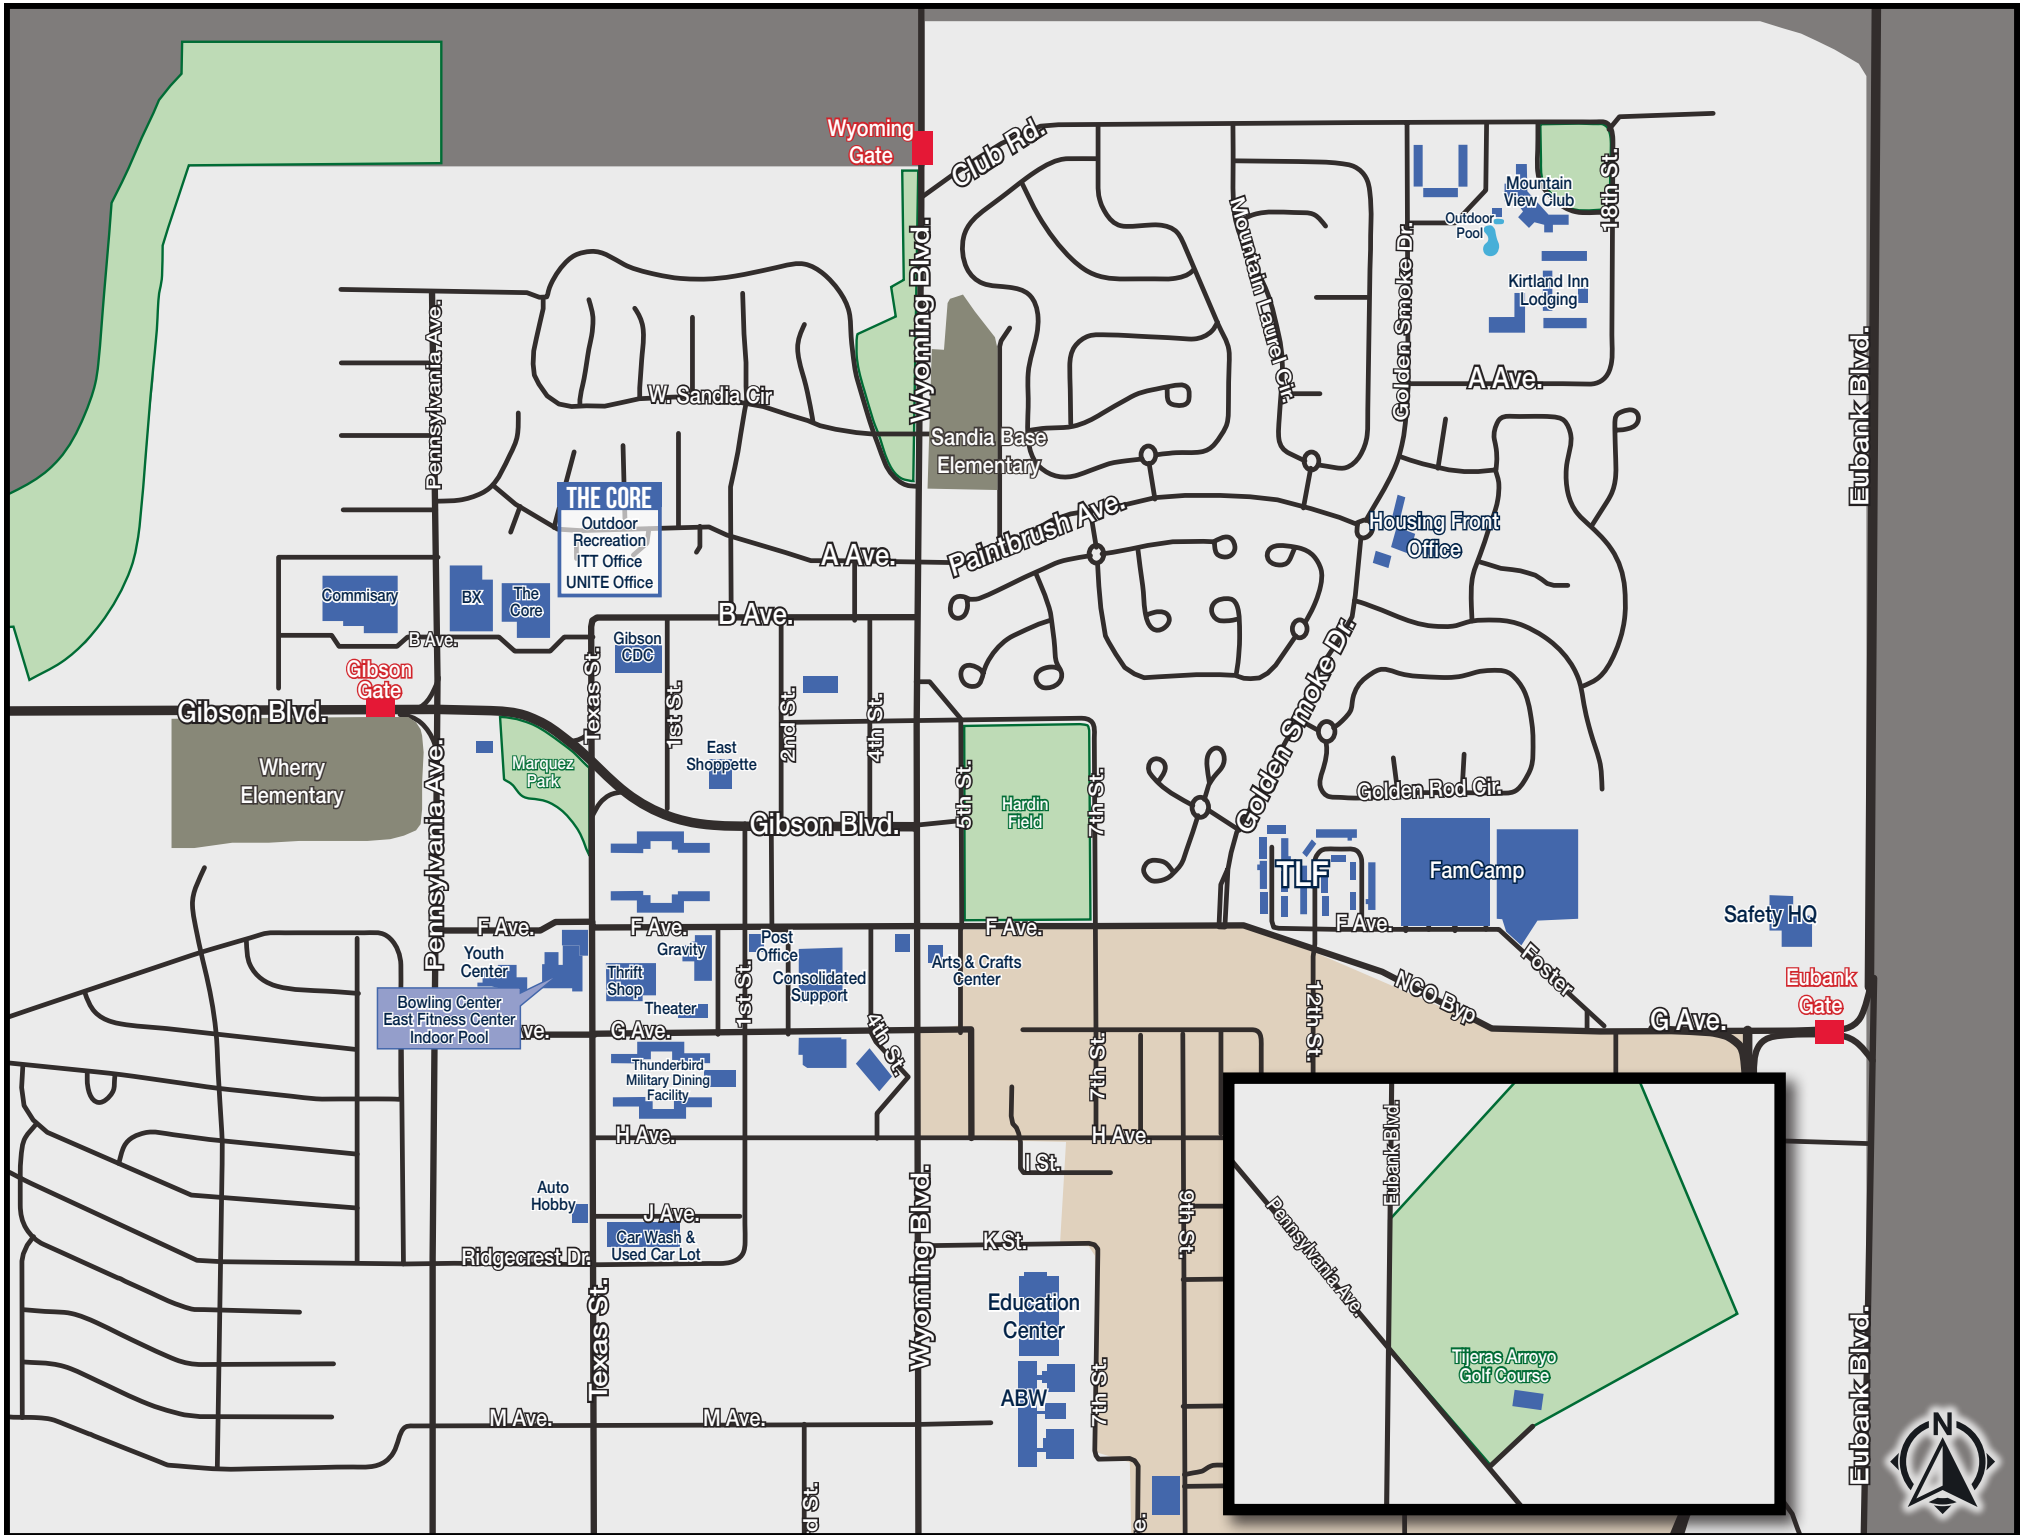 Wyoming
Gate
Club Rd.
18th St
Mountain
View Club
Outdoor
Pool
Mountain Laurel Cir.
Golden Smoke Dr.
Kirtland Inn
Lodging
Wyoming Blvd.
Pennsylvania Ave.
Eubank Blvd.
W. Sandia Cir
A Ave.
Sandia Base
Elementary
THE CORE
Outdoor
Recreation
ITT Office
UNITE Office
Paintbrush Ave.
Housing Front
Office
A Ave.
Commisary
BX
The
Core
B Ave.
B Ave.
Gibson
CDC
Texas St.
Gibson
Gate
Gibson Blvd.
1st St.
2nd St
4th St.
Golden Smoke Dr.
Wherry
Elementary
Marquez
Park
East
Shoppette
Pennsylvania Ave.
5th St.
Hardin
Field
7th St.
Golden Rod Cir.
Gibson Blvd.
TLF
FamCamp
Safety HQ
F Ave.
F Ave.
F Ave.
F Ave.
Foster
Youth
Center
Gravity
Post
Office
Thrift
Shop
Consolidated
Support
Arts & Crafts
Center
Eubank
Gate
NCO Byp
12th St.
1st St.
Theater
Bowling Center
East Fitness Center
Indoor Pool
ve.
G Ave.
4th St.
G Ave.
Thunderbird
Military Dining
Facility
7th St.
H Ave.
H Ave.
I St.
Auto
Hobby
J Ave.
Car Wash &
Used Car Lot
Ridgecrest Dr.
Wyoming Blvd.
K St.
9th St
Texas St.
Education
Center
ABW
7th St
M Ave.
M Ave.
d St.
e.
Eubank Blvd.
Pennsylvania Ave.
Tijeras Arroyo
Golf Course
Eubank Blvd.
N